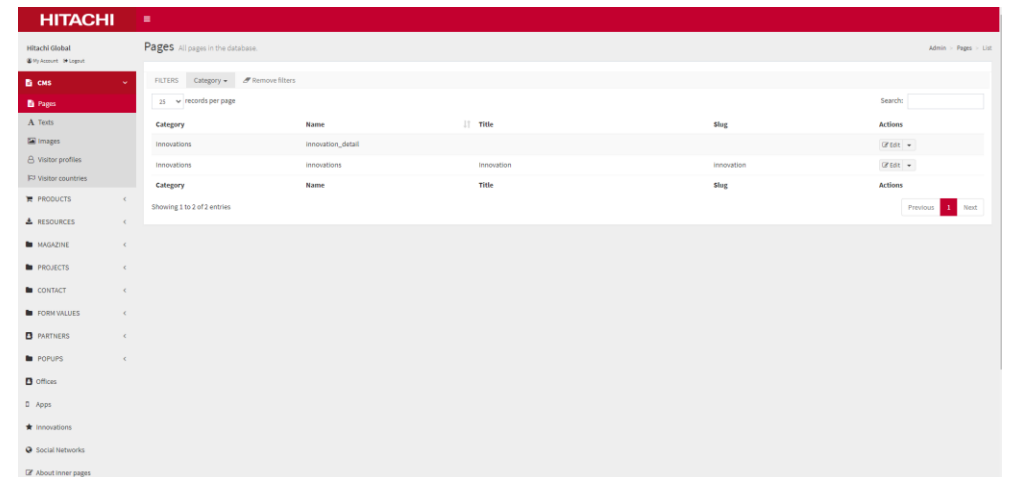 HITACHI
Hitachi Global
My Account Logout
Pages All pages in the database.
Admin > Pages > List
CMS
Pages
Texts
Images
Visitor profiles
Visitor countries
PRODUCTS
RESOURCES
MAGAZINE
PROJECTS
CONTACT
FORM VALUES
PARTNERS
POPUPS
Offices
Apps
Innovations
Social Networks
About inner pages
FILTERS Category Remove filters
25 records per page
Search:
Category Name Title Slug Actions
Innovations innovation_detail Edit
Innovations innovations Innovation innovation Edit
Category Name Title Slug Actions
Showing 1 to 2 of 2 entries
Previous 1 Next